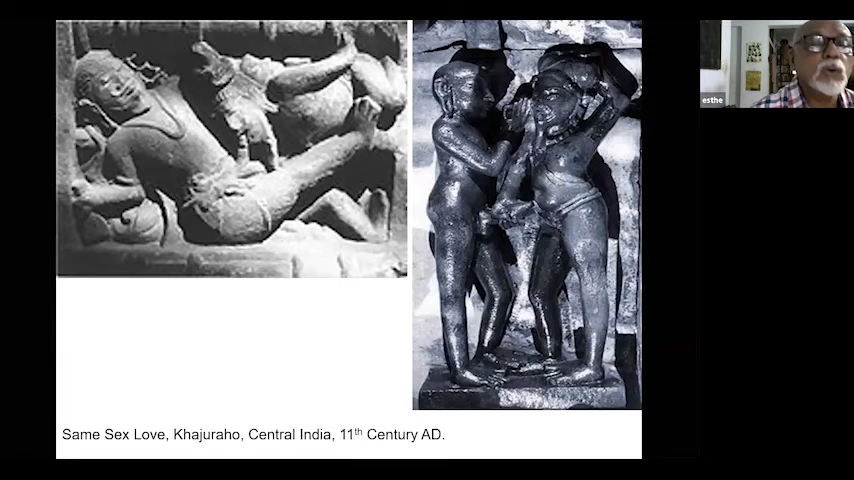 esthe
Same Sex Love, Khajuraho, Central India, 11th Century AD.